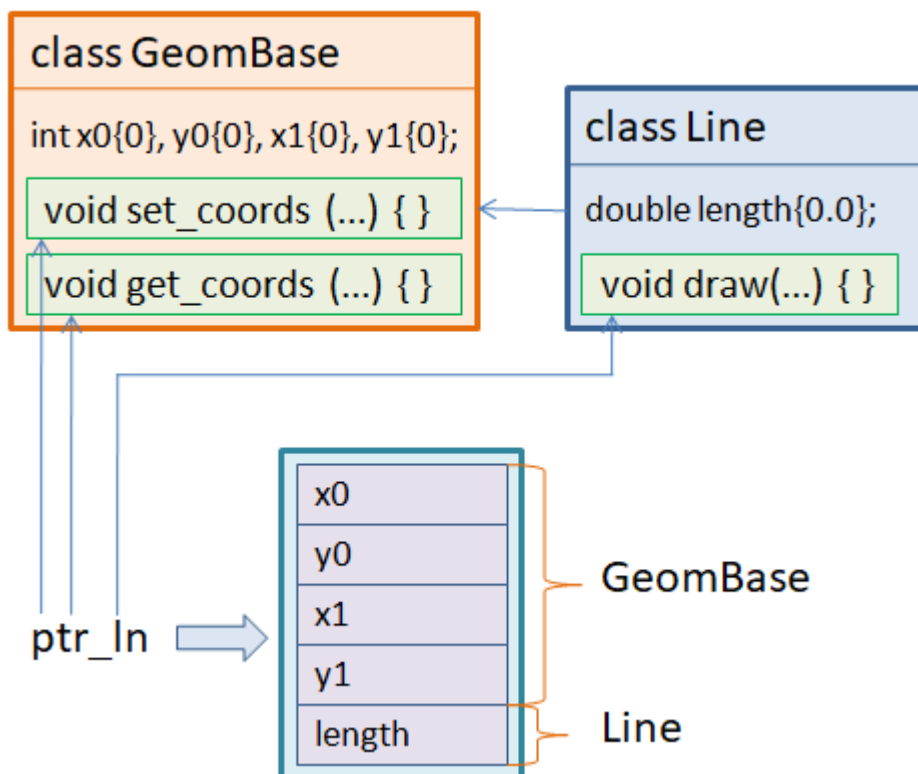 class GeomBase
int x0{0}, y0{0}, x1{0}, y1{0};
void set_coords (...) { }
void get_coords (...) { }
class Line
double length{0.0};
void draw(...) { }
ptr_ln
x0
y0
x1
y1
length
GeomBase
Line